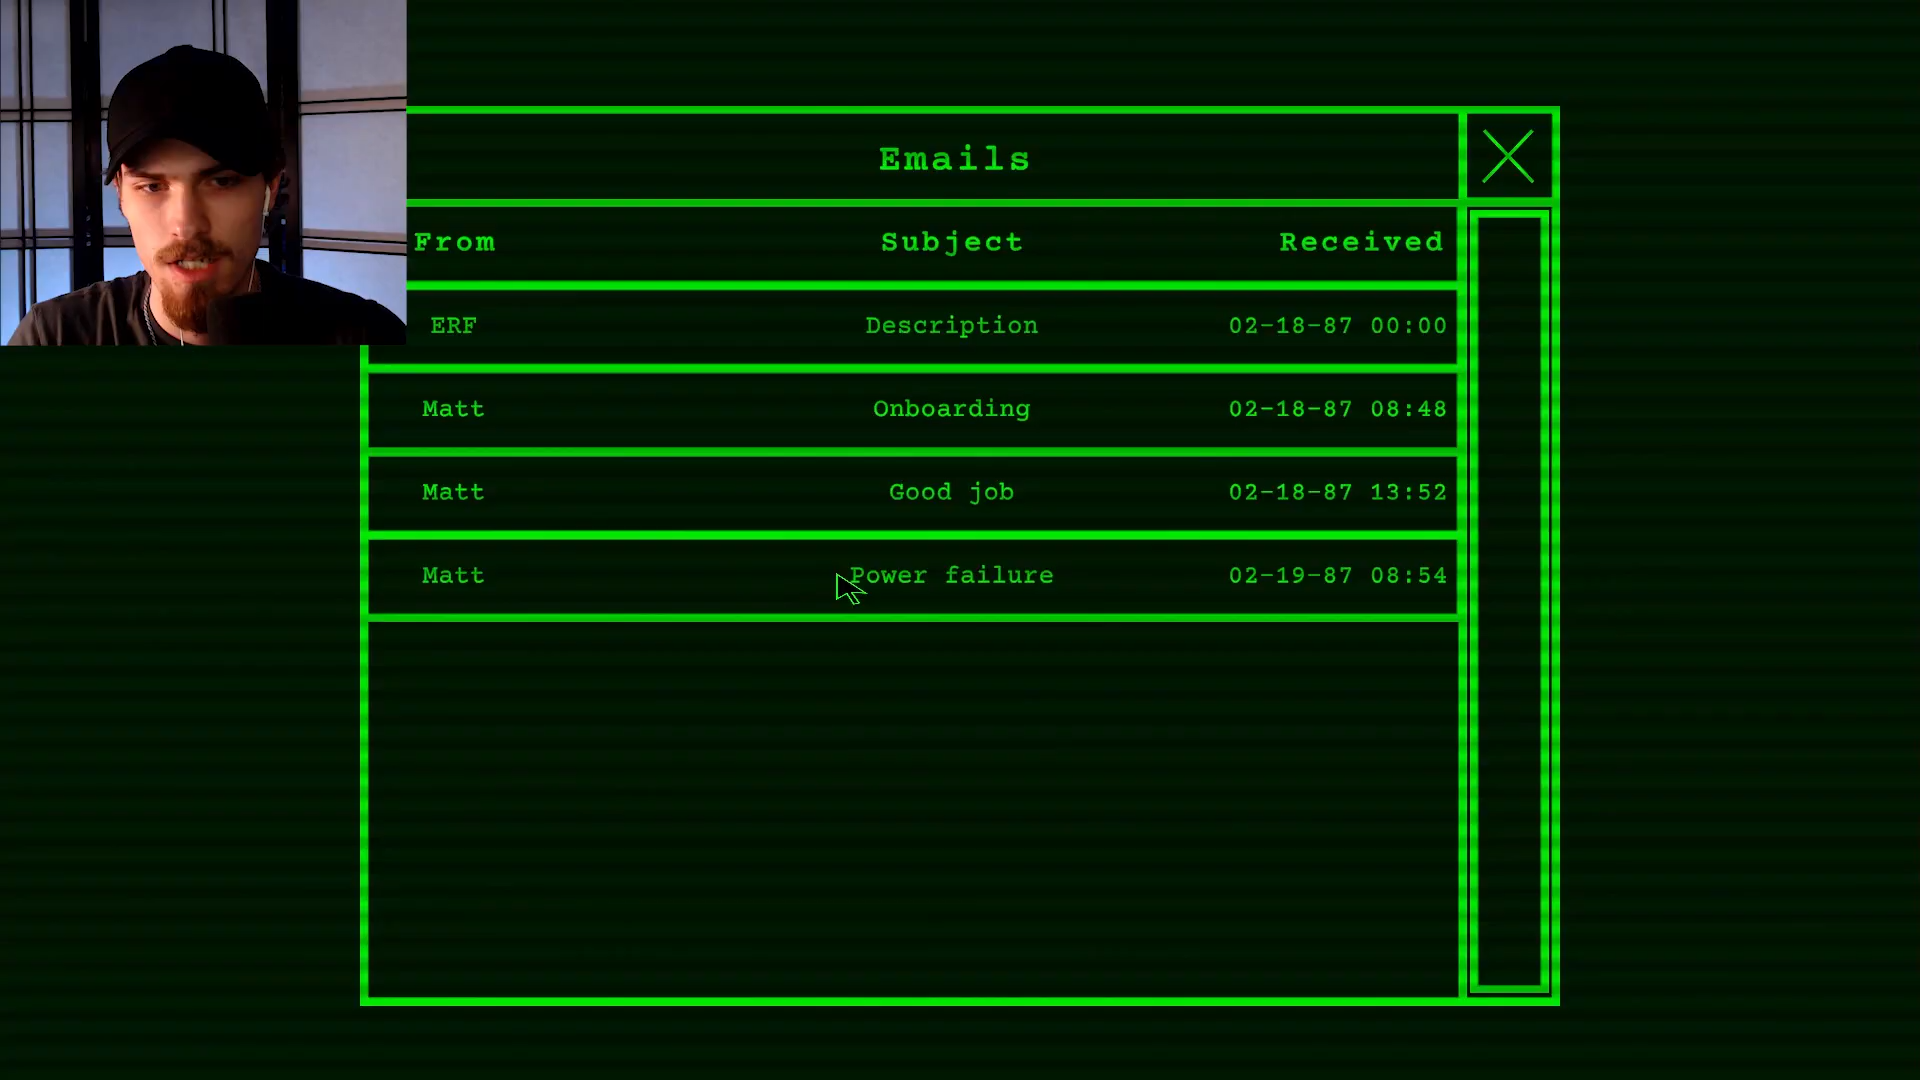 Emails
From Subject Received
ERF Description 02-18-87 00:00
Matt Onboarding 02-18-87 08:48
Matt Good job 02-18-87 13:52
Matt Power failure 02-19-87 08:54